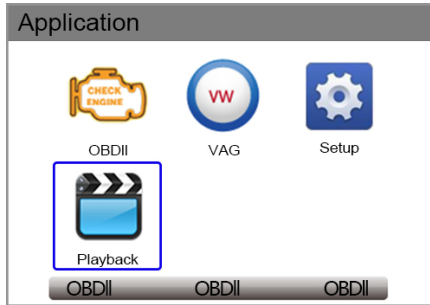 Application
CHECK
ENGINE
VW
OBDII
VAG
Setup
Playback
OBDII OBDII OBDII